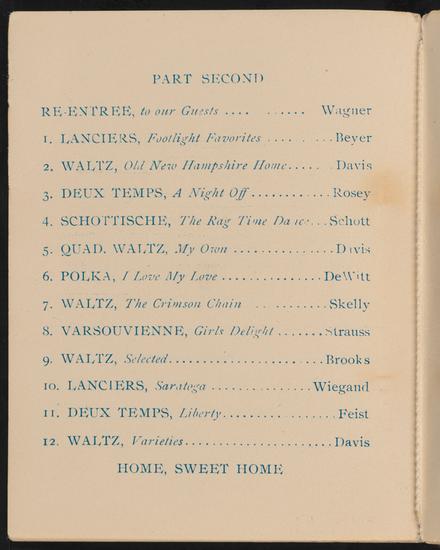 PART SECOND
RE-ENTREE, to our Guests .... ...... Wagner
1. LANCIERS, Footlight Favorites ......... Beyer
2. WALTZ, Old New Hampshire Home..... . Davis
3. DEUX TEMPS, A Night Off............Rosey
4. SCHOTTISCHE, The Rag Time Dance...Schott
5. QUAD. WALTZ, My Own ...............Davis
6. POLKA, I Love My Love ...............DeWitt
7. WALTZ, The Crimson Chain ..........Skelly
8. VARSOUVIENNE, Girls Delight .......Strauss
9. WALTZ, Selected.......................Brooks
10. LANCIERS, Saratoga ...............Wiegand
11. DEUX TEMPS, Liberty.................Feist
12. WALTZ, Varieties......................Davis
HOME, SWEET HOME